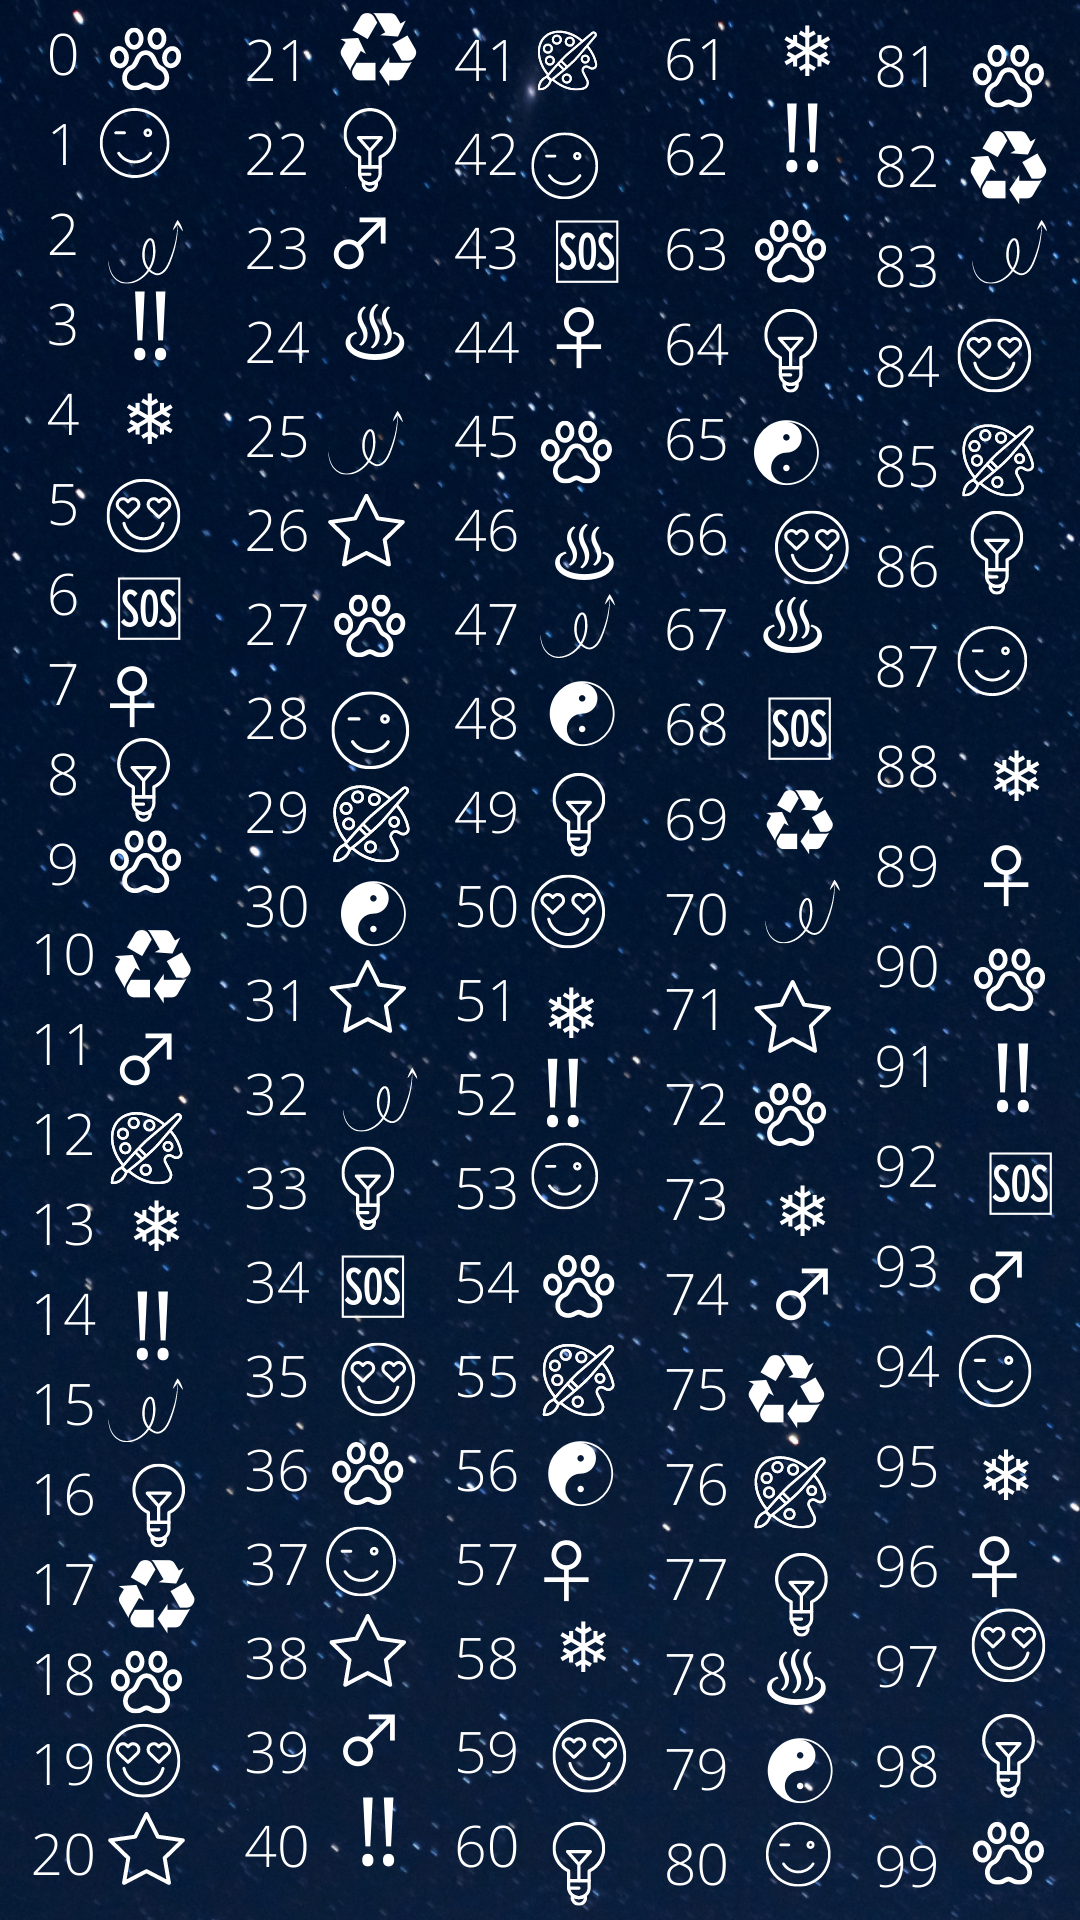 0 21 41 61 ❄ 81
1 22 42 62 ‼ 82
2 23 ♂ 43 SOS 63 83
3 ‼ 24 ♨ 44 ♀ 64 84
4 ❄ 25 45 65 ☯ 85
5 26 ☆ 46 ♨ 66 86
6 SOS 27 47 67 ♨ 87
7 ♀ 28 48 ☯ 68 SOS 88 ❄
8 29 49 69 89 ♀
9 30 ☯ 50 70 90
10 31 ☆ 51 ❄ 71 ☆ 91 ‼
11 ♂ 32 52 ‼ 72 92 SOS
12 33 53 73 ❄ 93 ♂
13 ❄ 34 SOS 54 74 ♂ 94
14 ‼ 35 55 75 95 ❄
15 36 56 ☯ 76 96 ♀
16 37 57 ♀ 77 97
17 38 ☆ 58 ❄ 78 ♨ 98
18 39 ♂ 59 79 ☯ 99
19 40 ‼ 60 80
20 ☆